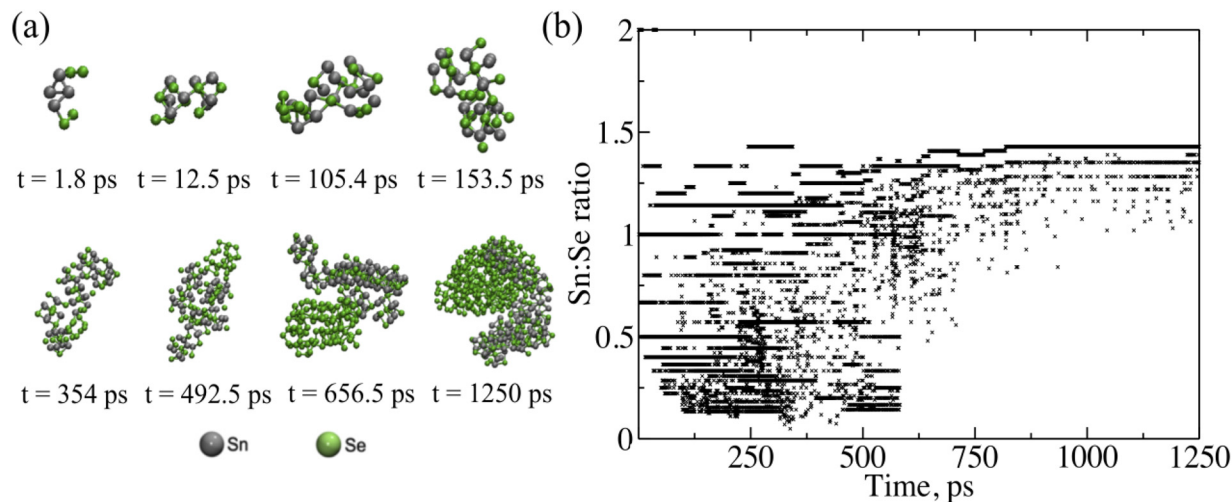 (a)
t = 1.8 ps t = 12.5 ps t = 105.4 ps t = 153.5 ps
t = 354 ps t = 492.5 ps t = 656.5 ps t = 1250 ps
Sn Se
(b)
Sn:Se ratio
2
1.5
1
0.5
0
250 500 750 1000 1250
Time, ps